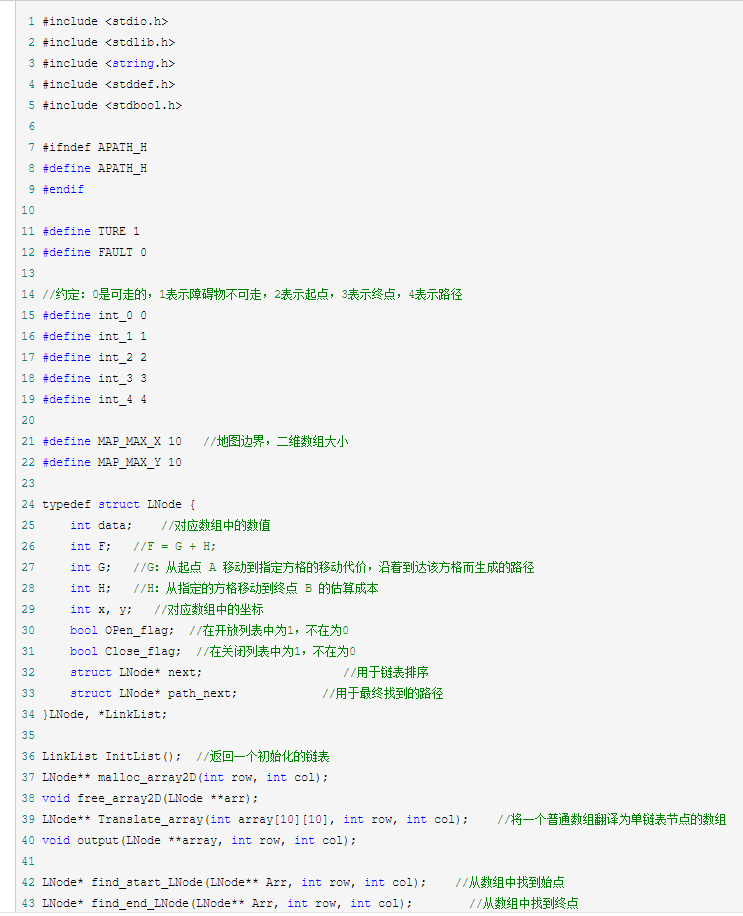 1 #include <stdio.h>
2 #include <stdlib.h>
3 #include <string.h>
4 #include <stddef.h>
5 #include <stdbool.h>
6
7 #ifndef APATH_H
8 #define APATH_H
9 #endif
10
11 #define TURE 1
12 #define FAULT 0
13
14 //约定：0是可走的，1表示障碍物不可走，2表示起点，3表示终点，4表示路径
15 #define int_0 0
16 #define int_1 1
17 #define int_2 2
18 #define int_3 3
19 #define int_4 4
20
21 #define MAP_MAX_X 10   //地图边界，二维数组大小
22 #define MAP_MAX_Y 10
23
24 typedef struct LNode {
25     int data;    //对应数组中的数值
26     int F;   //F = G + H;
27     int G;   //G：从起点 A 移动到指定方格的移动代价，沿着到达该方格而生成的路径
28     int H;   //H：从指定的方格移动到终点 B 的估算成本
29     int x, y;   //对应数组中的坐标
30     bool OPen_flag;  //在开放列表中为1，不在为0
31     bool Close_flag;  //在关闭列表中为1，不在为0
32     struct LNode* next;                    //用于链表排序
33     struct LNode* path_next;            //用于最终找到的路径
34 }LNode, *LinkList;
35
36 LinkList InitList();  //返回一个初始化的链表
37 LNode** malloc_array2D(int row, int col);
38 void free_array2D(LNode **arr);
39 LNode** Translate_array(int array[10][10], int row, int col);    //将一个普通数组翻译为单链表节点的数组
40 void output(LNode **array, int row, int col);
41
42 LNode* find_start_LNode(LNode** Arr, int row, int col);    //从数组中找到始点
43 LNode* find_end_LNode(LNode** Arr, int row, int col);        //从数组中找到终点